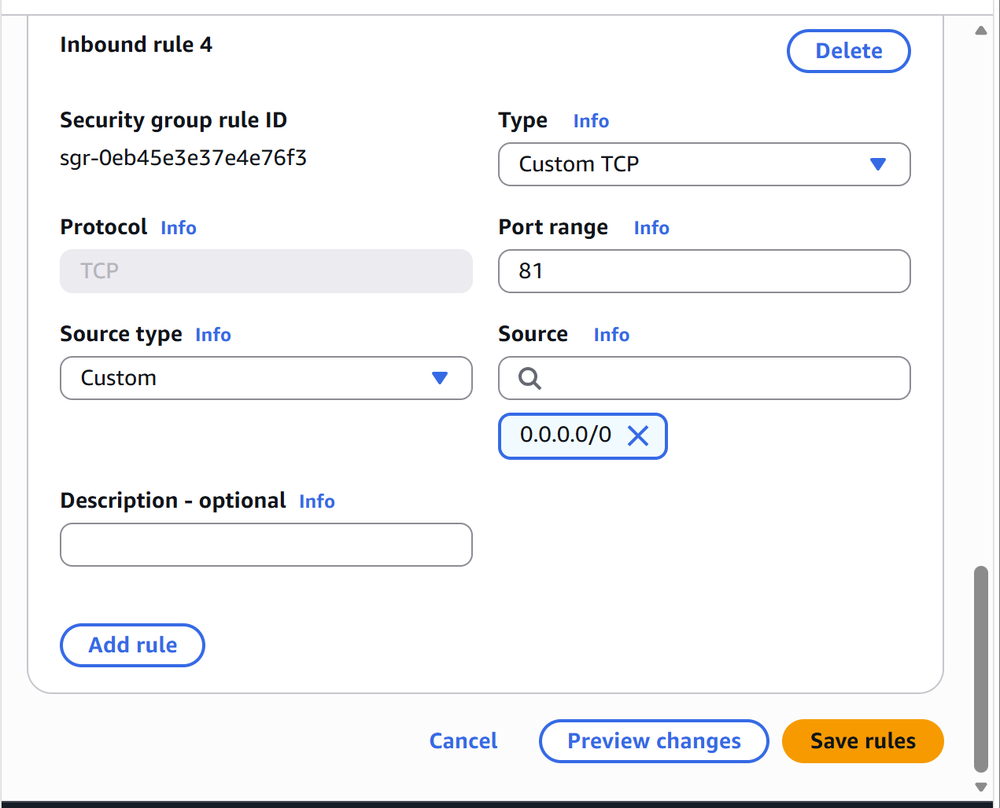 Inbound rule 4
Delete
Security group rule ID
sgr-0eb45e3e37e4e76f3
Type Info
Custom TCP
Protocol Info
TCP
Port range Info
81
Source type Info
Custom
Source Info
0.0.0.0/0
Description - optional Info
Add rule
Cancel
Preview changes
Save rules